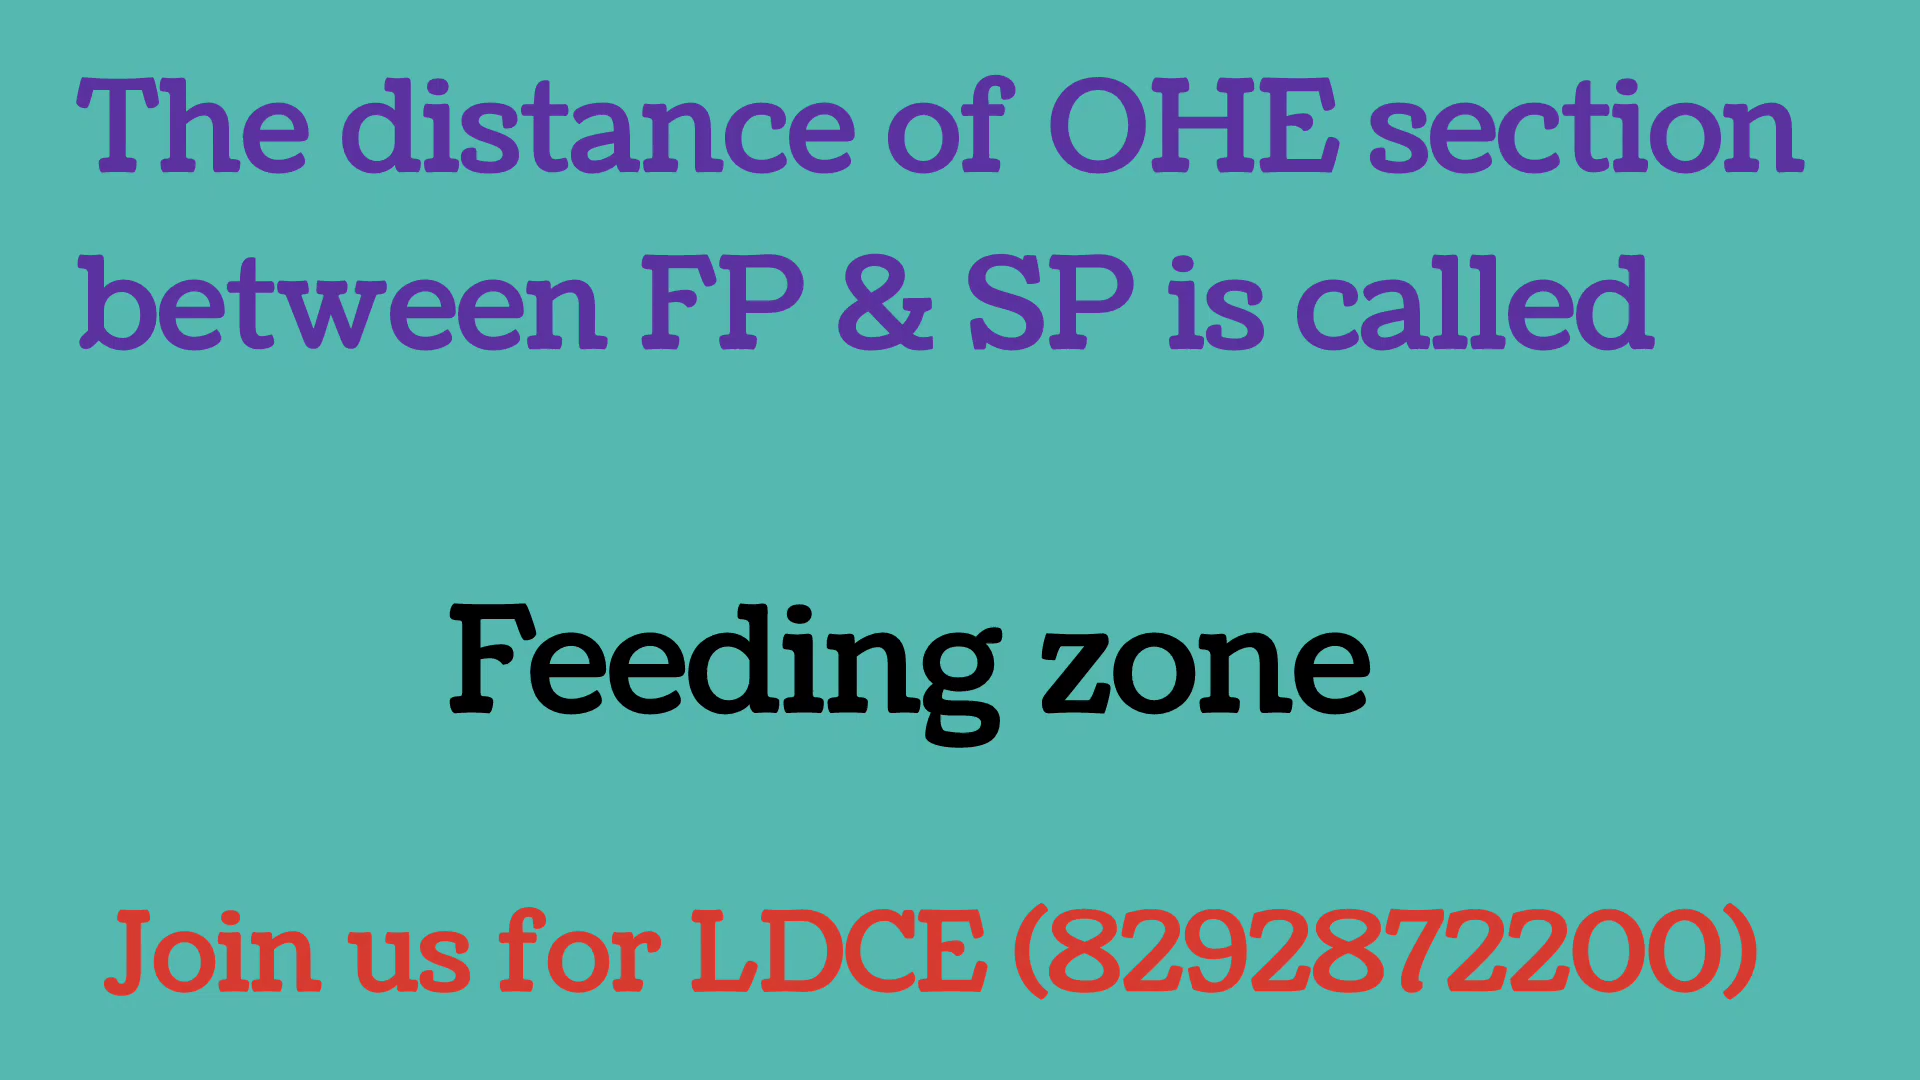 The distance of OHE section
between FP & SP is called
Feeding zone
Join us for LDCE (8292872200)